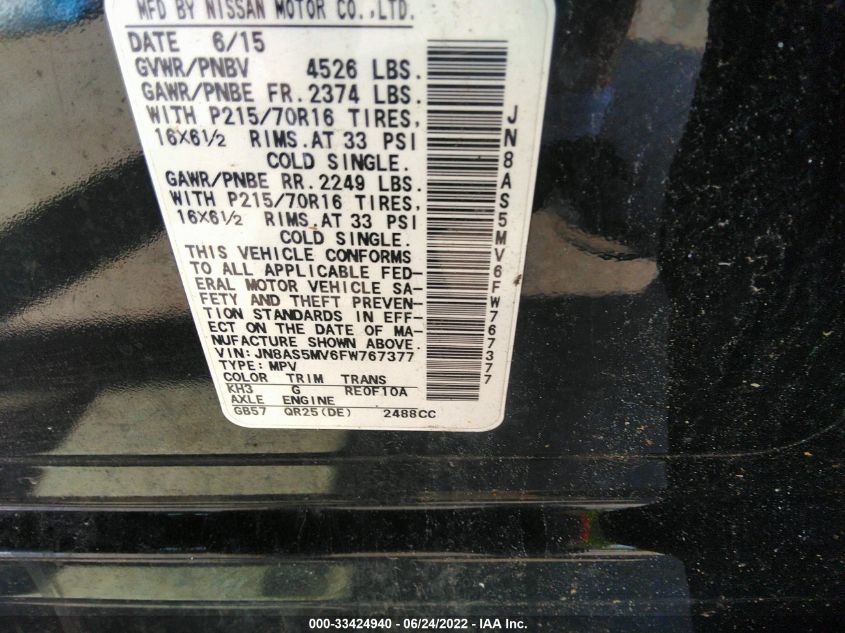 MFD BY NISSAN MOTOR CO.,LTD.
DATE 6/15
GVWR/PNBV 4526 LBS.
GAWR/PNBE FR. 2374 LBS.
WITH P215/70R16 TIRES,
16X6½ RIMS.AT 33 PSI
COLD SINGLE.
GAWR/PNBE RR. 2249 LBS.
WITH P215/70R16 TIRES,
16X6½ RIMS.AT 33 PSI
COLD SINGLE.
THIS VEHICLE CONFORMS
TO ALL APPLICABLE FED-
ERAL MOTOR VEHICLE SA-
FETY AND THEFT PREVEN-
TION STANDARDS IN EFF-
ECT ON THE DATE OF MA-
NUFACTURE SHOWN ABOVE.
VIN: JN8AS5MV6FW767377
TYPE: MPV
COLOR TRIM TRANS
KH3 G RE0F10A
AXLE ENGINE
GB57 QR25(DE) 2488CC
JN8AS5MV6FW767377
000-33424940 - 06/24/2022 - IAA Inc.